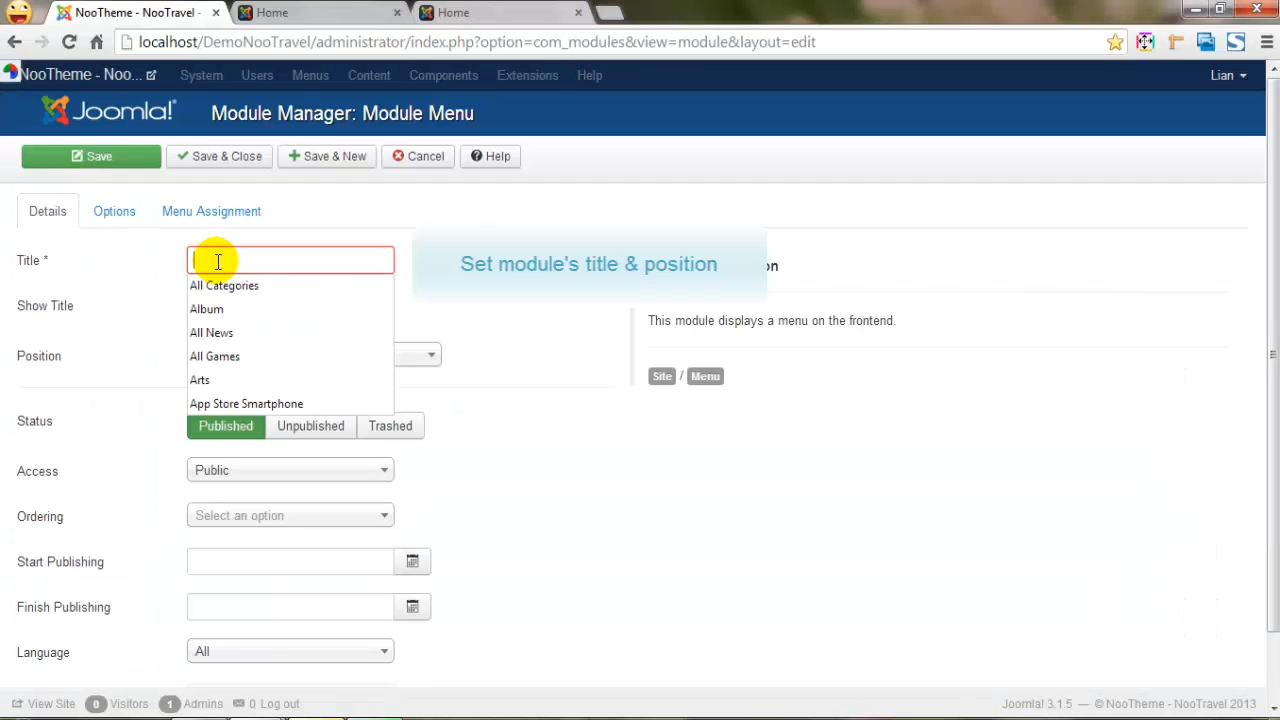 NooTheme - NooTravel -
Home
Home
localhost/DemoNooTravel/administrator/index.php?option=com_modules&view=module&layout=edit
NooTheme - Noo...
System
Users
Menus
Content
Components
Extensions
Help
Lian
Joomla!
Module Manager: Module Menu
Save
Save & Close
Save & New
Cancel
Help
Details
Options
Menu Assignment
Title *
Set module's title & position
on
All Categories
Show Title
Album
This module displays a menu on the frontend.
All News
Position
All Games
Site / Menu
Arts
App Store Smartphone
Status
Published
Unpublished
Trashed
Access
Public
Ordering
Select an option
Start Publishing
Finish Publishing
Language
All
View Site
0 Visitors
1 Admins
0 Log out
Joomla! 3.1.5 — © NooTheme - NooTravel 2013